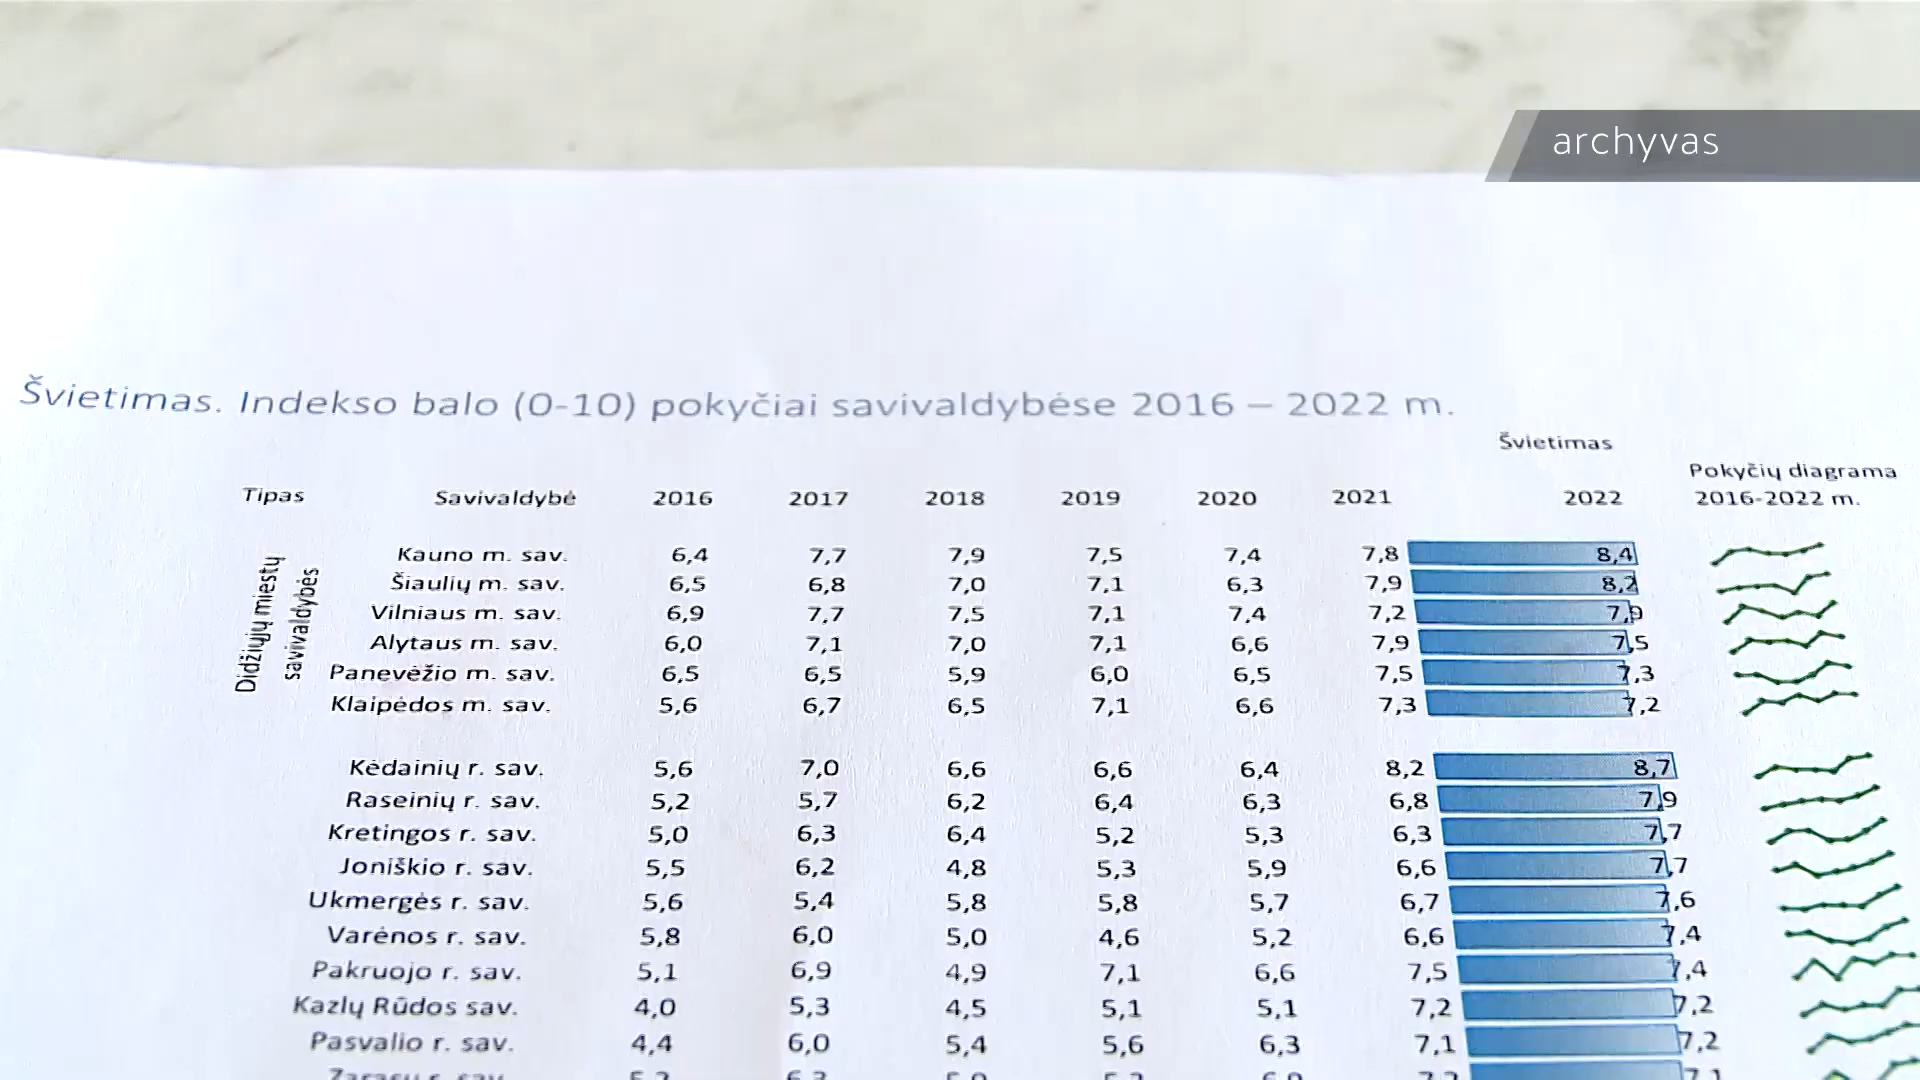 archyvas
Švietimas. Indekso balo (0-10) pokyčiai savivaldybėse 2016 – 2022 m.
Švietimas
Pokyčių diagrama
Tipas Savivaldybė 2016 2017 2018 2019 2020 2021 2022 2016-2022 m.
Didžiųjų miestų
savivaldybės
Kauno m. sav. 6,4 7,7 7,9 7,5 7,4 7,8 8,4
Šiaulių m. sav. 6,5 6,8 7,0 7,1 6,3 7,9 8,2
Vilniaus m. sav. 6,9 7,7 7,5 7,1 7,4 7,2 7,9
Alytaus m. sav. 6,0 7,1 7,0 7,1 6,6 7,9 7,5
Panevėžio m. sav. 6,5 6,5 5,9 6,0 6,5 7,5 7,3
Klaipėdos m. sav. 5,6 6,7 6,5 7,1 6,6 7,3 7,2
Kėdainių r. sav. 5,6 7,0 6,6 6,6 6,4 8,2 8,7
Raseinių r. sav. 5,2 5,7 6,2 6,4 6,3 6,8 7,9
Kretingos r. sav. 5,0 6,3 6,4 5,2 5,3 6,3 7,7
Joniškio r. sav. 5,5 6,2 4,8 5,3 5,9 6,6 7,7
Ukmergės r. sav. 5,6 5,4 5,8 5,8 5,7 6,7 7,6
Varėnos r. sav. 5,8 6,0 5,0 4,6 5,2 6,6 7,4
Pakruojo r. sav. 5,1 6,9 4,9 7,1 6,6 7,5 7,4
Kazlų Rūdos sav. 4,0 5,3 4,5 5,1 5,1 7,2 7,2
Pasvalio r. sav. 4,4 6,0 5,4 5,6 6,3 7,1 7,2